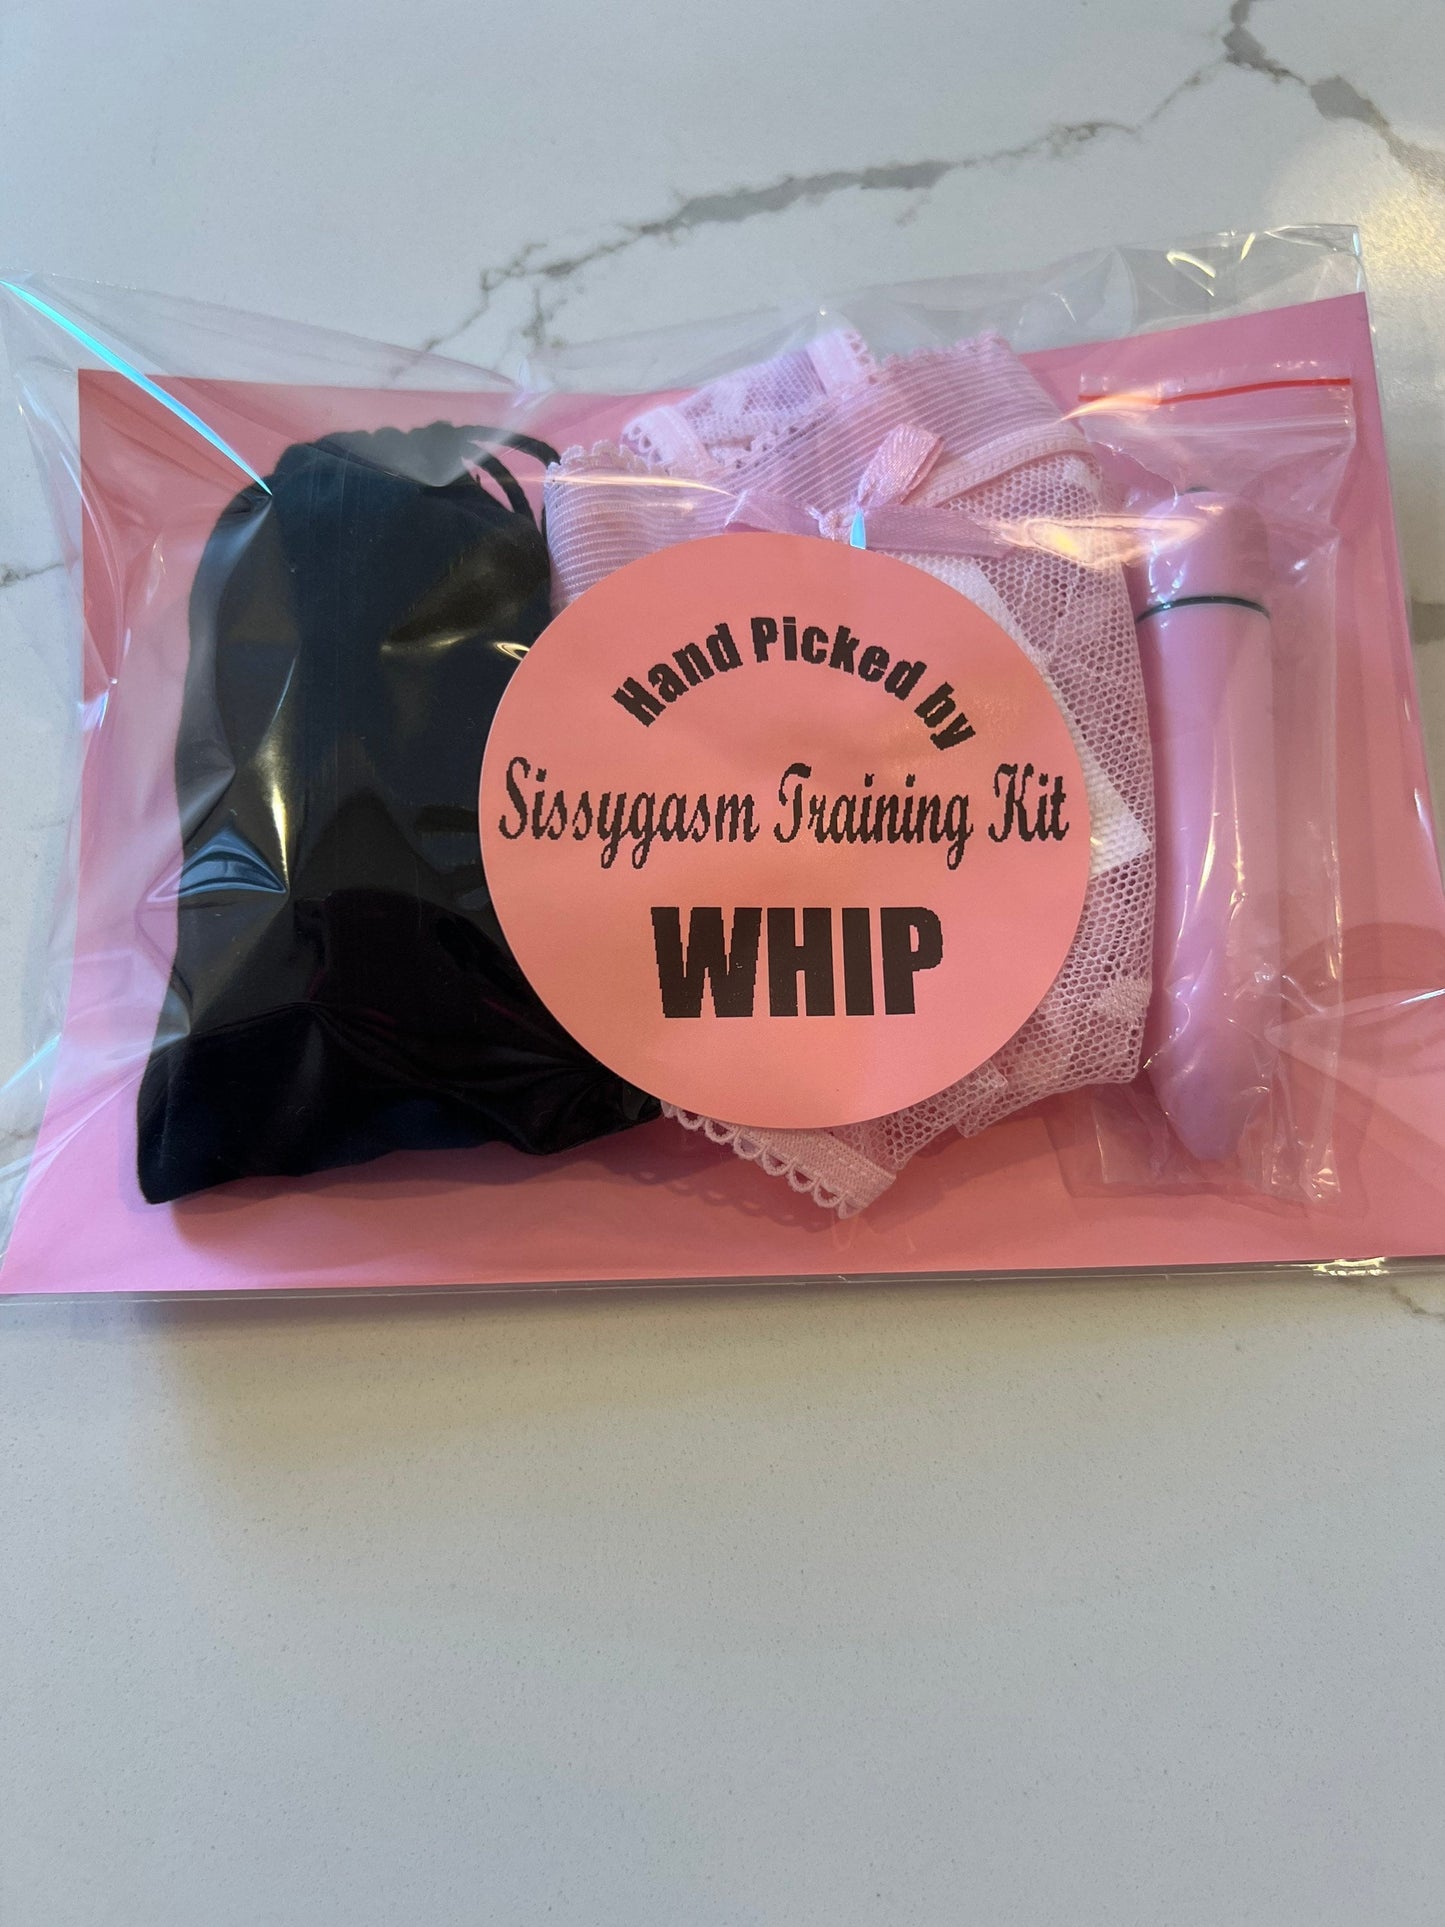 Hand Picked by
Sissygasm Training Kit
WHIP